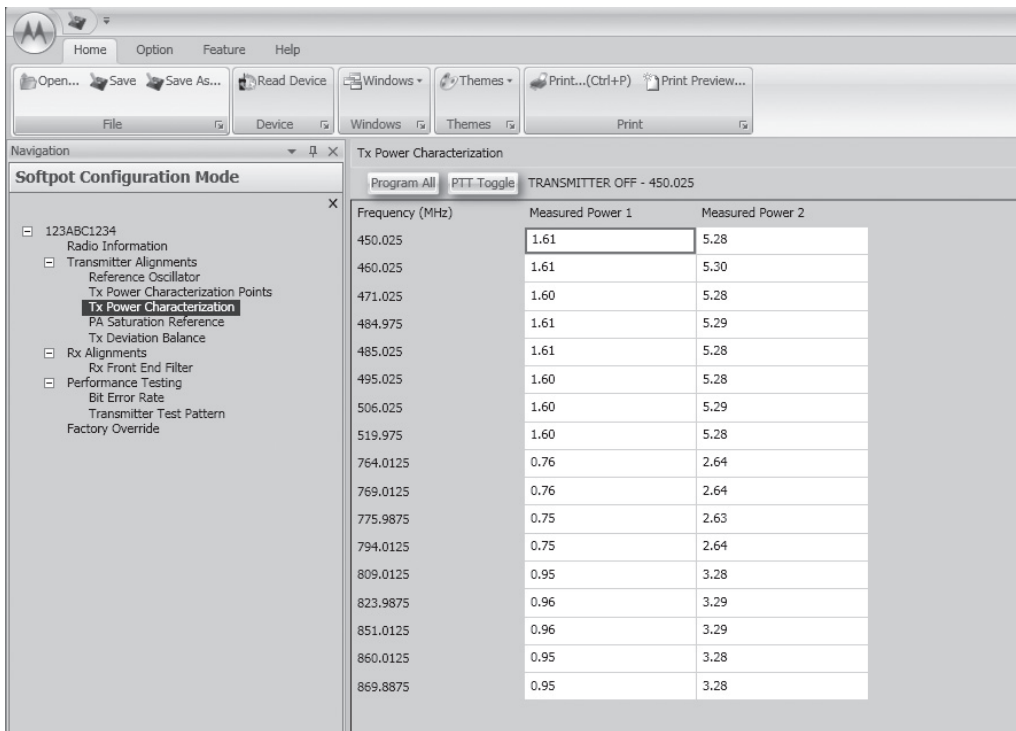 Home Option Feature Help
Open... Save Save As... Read Device Windows Themes Print...(Ctrl+P) Print Preview...
File Device Windows Themes Print
Navigation
Softpot Configuration Mode
123ABC1234
Radio Information
Transmitter Alignments
Reference Oscillator
Tx Power Characterization Points
Tx Power Characterization
PA Saturation Reference
Tx Deviation Balance
Rx Alignments
Rx Front End Filter
Performance Testing
Bit Error Rate
Transmitter Test Pattern
Factory Override
Tx Power Characterization
Program All PTT Toggle TRANSMITTER OFF - 450.025
Frequency (MHz) Measured Power 1 Measured Power 2
450.025 1.61 5.28
460.025 1.61 5.30
471.025 1.60 5.28
484.975 1.61 5.29
485.025 1.61 5.28
495.025 1.60 5.28
506.025 1.60 5.29
519.975 1.60 5.28
764.0125 0.76 2.64
769.0125 0.76 2.64
775.9875 0.75 2.63
794.0125 0.75 2.64
809.0125 0.95 3.28
823.9875 0.96 3.29
851.0125 0.96 3.29
860.0125 0.95 3.28
869.8875 0.95 3.28